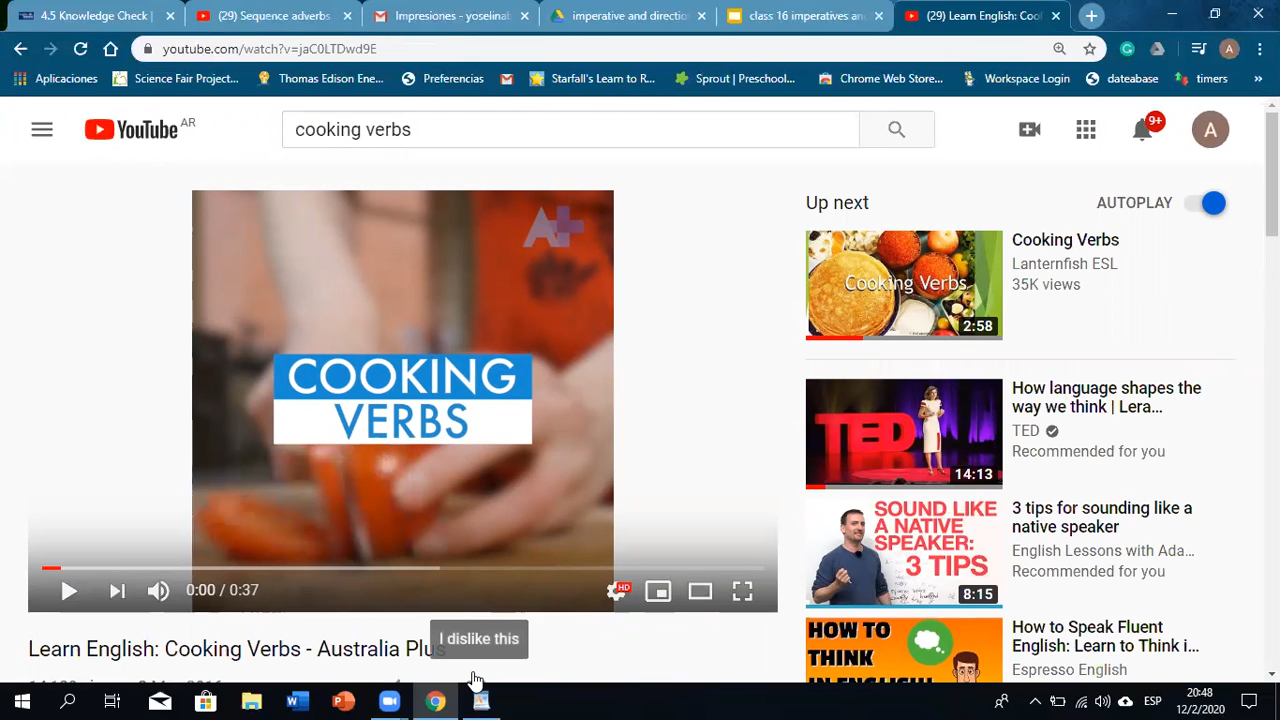 4.5 Knowledge Check |
(29) Sequence adverbs
Impresiones - yoselinab
imperative and direction
class 16 imperatives an
(29) Learn English: Coo
youtube.com/watch?v=jaC0LTDwd9E
A
Aplicaciones
Science Fair Project...
Thomas Edison Ene...
Preferencias
Starfall's Learn to R...
Sprout | Preschool...
Chrome Web Store...
Workspace Login
dateabase
timers
»
YouTube AR
cooking verbs
9+
A
A+
COOKING
VERBS
0:00 / 0:37
HD
I dislike this
Learn English: Cooking Verbs - Australia Plus
Up next
AUTOPLAY
Cooking Verbs
2:58
Cooking Verbs
Lanternfish ESL
35K views
TED
14:13
How language shapes the
way we think | Lera...
TED
Recommended for you
SOUND LIKE
A NATIVE
SPEAKER:
3 TIPS
8:15
3 tips for sounding like a
native speaker
English Lessons with Ada...
Recommended for you
HOW TO
THINK
IN ENGLISH
How to Speak Fluent
English: Learn to Think i...
Espresso English
ESP
20:48
12/2/2020